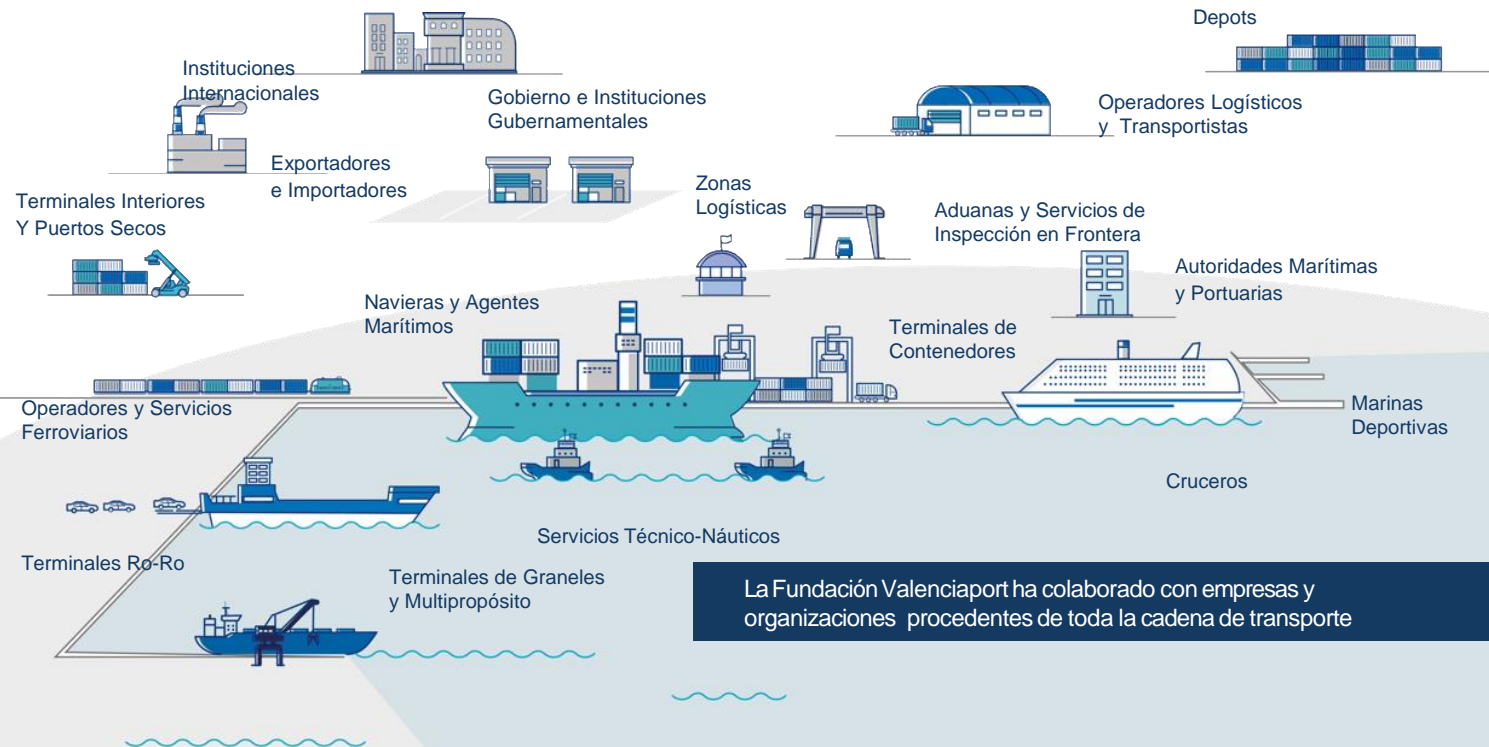 Depots
Instituciones
Internacionales
Gobierno e Instituciones
Gubernamentales
Operadores Logísticos
y Transportistas
Exportadores
e Importadores
Terminales Interiores
Y Puertos Secos
Zonas
Logísticas
Aduanas y Servicios de
Inspección en Frontera
Autoridades Marítimas
y Portuarias
Navieras y Agentes
Marítimos
Terminales de
Contenedores
Operadores y Servicios
Ferroviarios
Marinas
Deportivas
Cruceros
Servicios Técnico-Náuticos
Terminales Ro-Ro
Terminales de Graneles
y Multipropósito
La Fundación Valenciaport ha colaborado con empresas y
organizaciones procedentes de toda la cadena de transporte